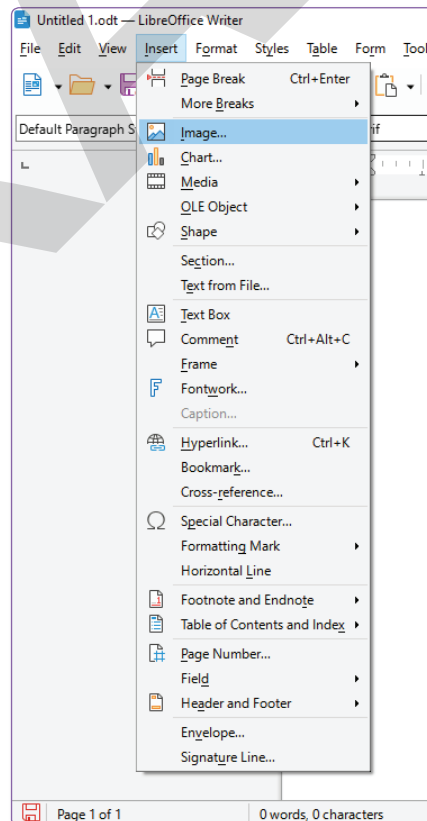 Untitled 1.odt — LibreOffice Writer
File Edit View Insert Format Styles Table Form Tool
Page Break Ctrl+Enter
More Breaks
Default Paragraph S
Image...
rif
Chart...
Media
OLE Object
Shape
Section...
Text from File...
Text Box
Comment Ctrl+Alt+C
Frame
Fontwork...
Caption...
Hyperlink... Ctrl+K
Bookmark...
Cross-reference...
Special Character...
Formatting Mark
Horizontal Line
Footnote and Endnote
Table of Contents and Index
Page Number...
Field
Header and Footer
Envelope...
Signature Line...
Page 1 of 1 0 words, 0 characters